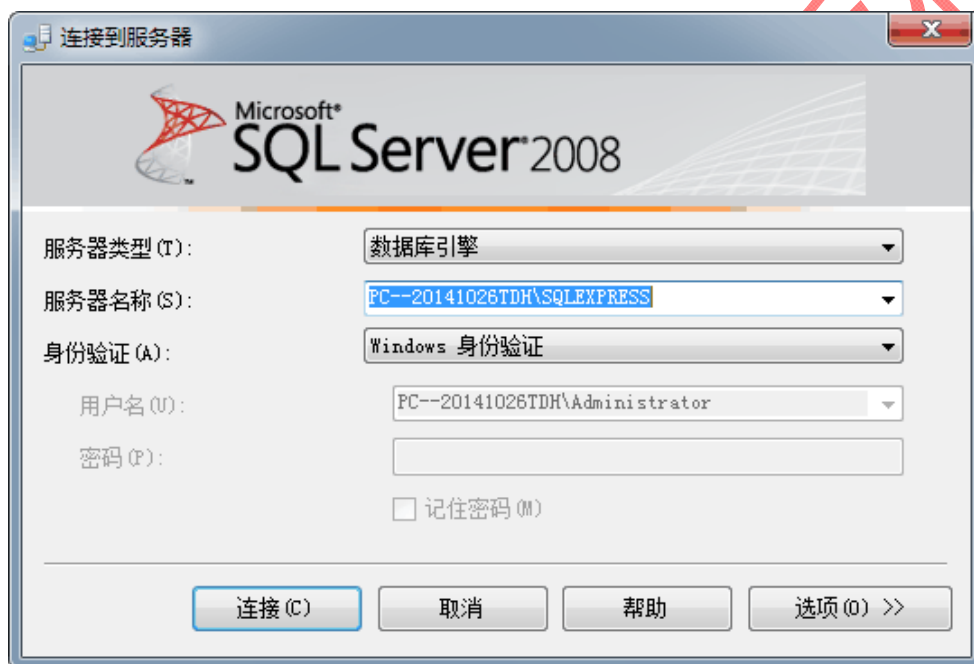 连接到服务器
Microsoft®
SQL Server®2008
服务器类型(T):
数据库引擎
服务器名称(S):
PC--20141026TDH\SQLEXPRESS
身份验证(A):
Windows 身份验证
用户名(U):
PC--20141026TDH\Administrator
密码(P):
记住密码(M)
连接(C)
取消
帮助
选项(O) >>